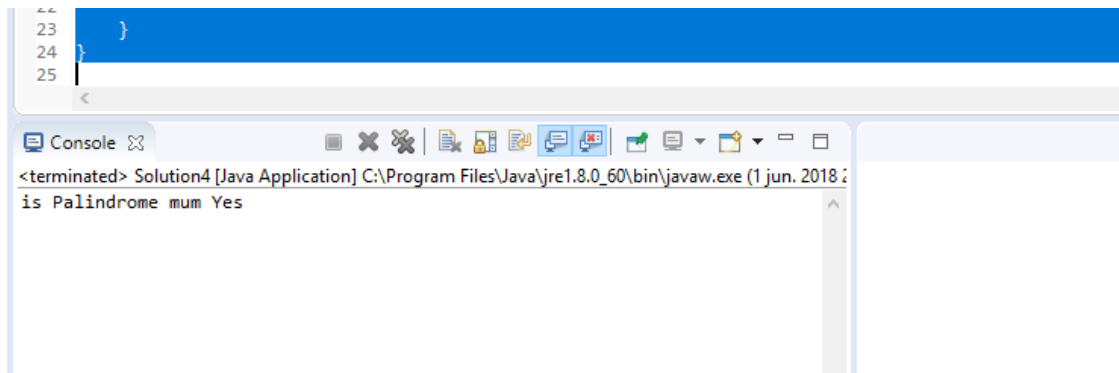 23 }
24 }
25
Console
<terminated> Solution4 [Java Application] C:\Program Files\Java\jre1.8.0_60\bin\javaw.exe (1 jun. 2018
is Palindrome mum Yes